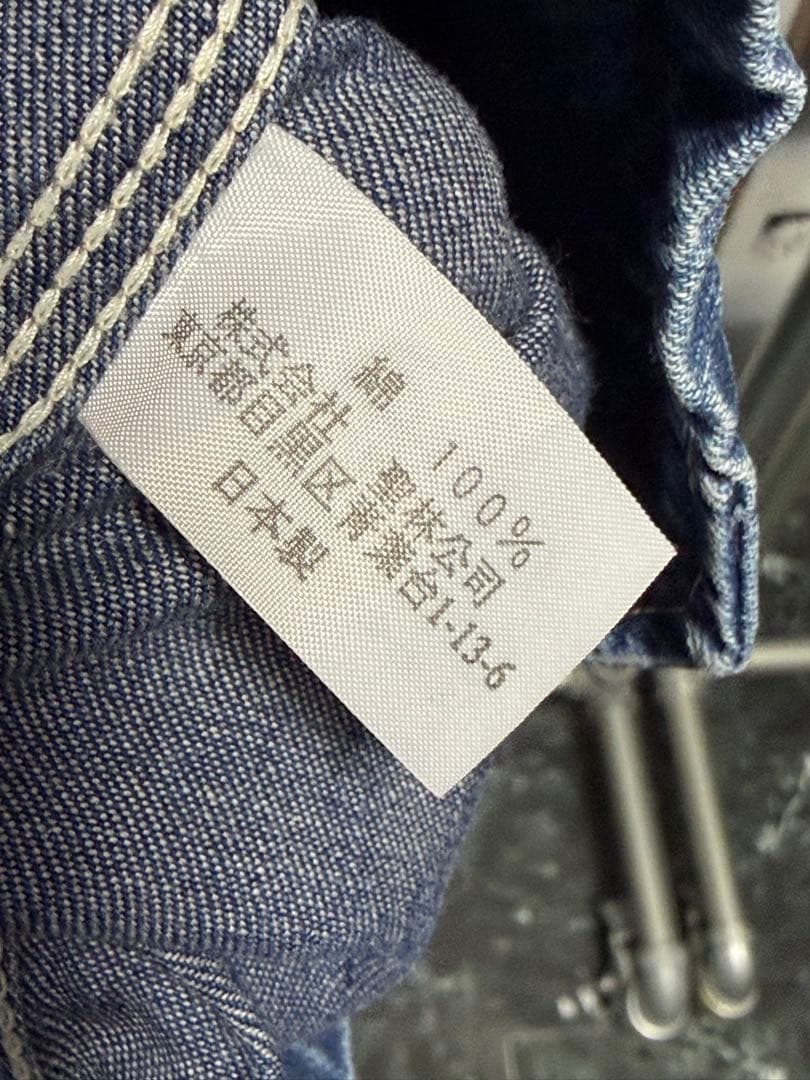 綿 100%
株式会社 聖林公司
東京都目黒区青葉台1-13-6
日本製